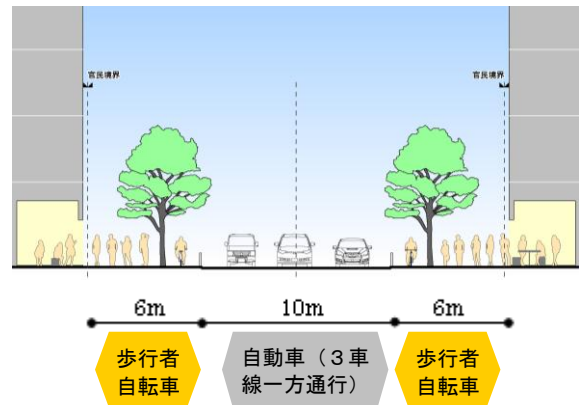 官民境界
官民境界
6m
10m
6m
歩行者
自転車
自動車（３車
線一方通行）
歩行者
自転車